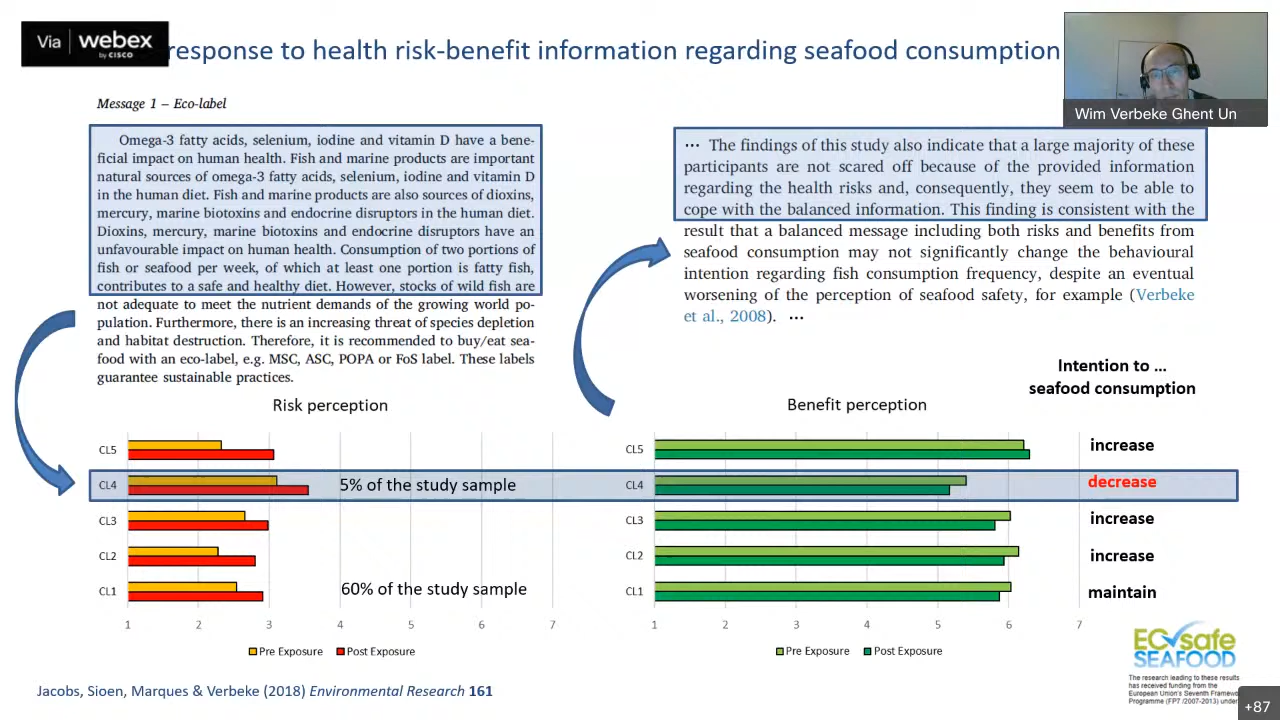 Via webex
by CISCO
response to health risk-benefit information regarding seafood consumption
Wim Verbeke Ghent Un
Message 1 – Eco-label
Omega-3 fatty acids, selenium, iodine and vitamin D have a bene-
ficial impact on human health. Fish and marine products are important
natural sources of omega-3 fatty acids, selenium, iodine and vitamin D
in the human diet. Fish and marine products are also sources of dioxins,
mercury, marine biotoxins and endocrine disruptors in the human diet.
Dioxins, mercury, marine biotoxins and endocrine disruptors have an
unfavourable impact on human health. Consumption of two portions of
fish or seafood per week, of which at least one portion is fatty fish,
contributes to a safe and healthy diet. However, stocks of wild fish are
not adequate to meet the nutrient demands of the growing world po-
pulation. Furthermore, there is an increasing threat of species depletion
and habitat destruction. Therefore, it is recommended to buy/eat sea-
food with an eco-label, e.g. MSC, ASC, POPA or FoS label. These labels
guarantee sustainable practices.
... The findings of this study also indicate that a large majority of these
participants are not scared off because of the provided information
regarding the health risks and, consequently, they seem to be able to
cope with the balanced information. This finding is consistent with the
result that a balanced message including both risks and benefits from
seafood consumption may not significantly change the behavioural
intention regarding fish consumption frequency, despite an eventual
worsening of the perception of seafood safety, for example (Verbeke
et al., 2008). ...
Intention to ...
seafood consumption
Risk perception
Benefit perception
CL5
CL4 5% of the study sample
CL3
CL2
CL1 60% of the study sample
1 2 3 4 5 6 7
Pre Exposure Post Exposure
CL5 increase
CL4 decrease
CL3 increase
CL2 increase
CL1 maintain
1 2 3 4 5 6 7
Pre Exposure Post Exposure
ECsafe
SEAFOOD
The research leading to these results
has received funding from the
European Union's Seventh Framew
Programme (FP7 /2007-2013) under
Jacobs, Sioen, Marques & Verbeke (2018) Environmental Research 161
+87